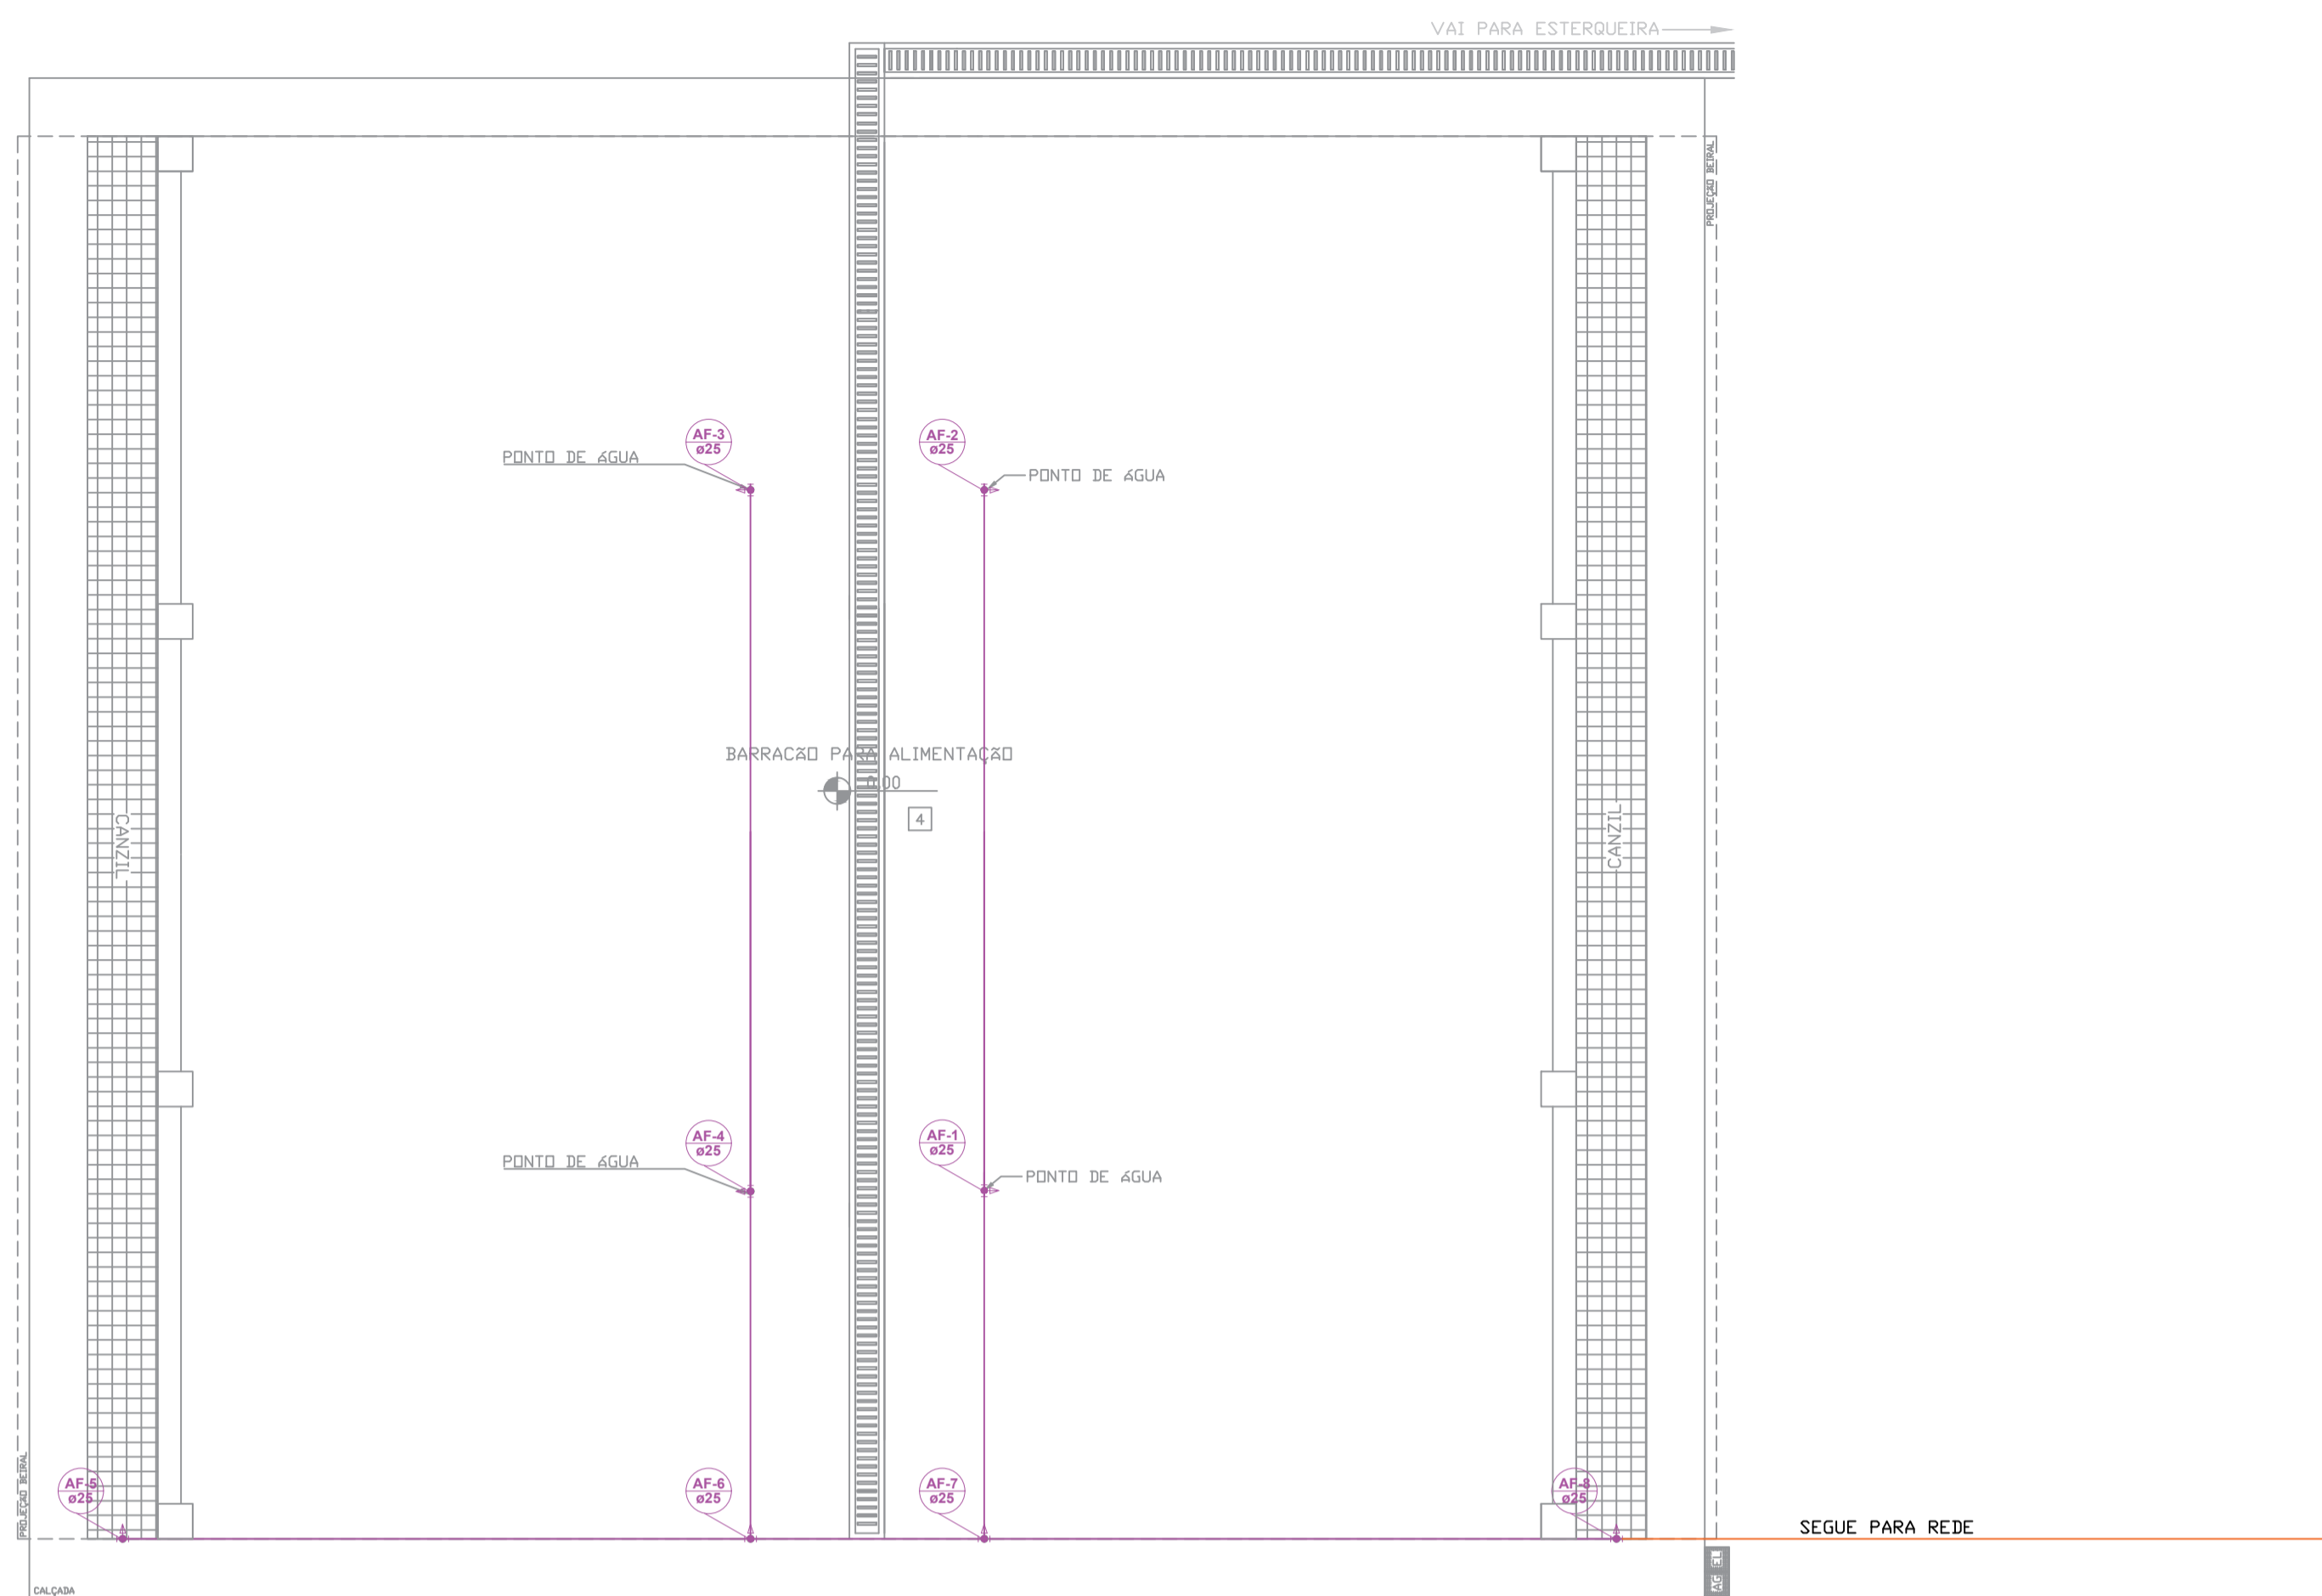 VAI PARA ESTERQUEIRA
PROJEÇÃO BEIRAL
AF-3
ø25
AF-2
ø25
PONTO DE ÁGUA
PONTO DE ÁGUA
BARRACÃO PARA ALIMENTAÇÃO
0.00
4
CANZIL
CANZIL
AF-4
ø25
AF-1
ø25
PONTO DE ÁGUA
PONTO DE ÁGUA
PROJEÇÃO BEIRAL
AF-5
ø25
AF-6
ø25
AF-7
ø25
AF-8
ø25
SEGUE PARA REDE
CALÇADA